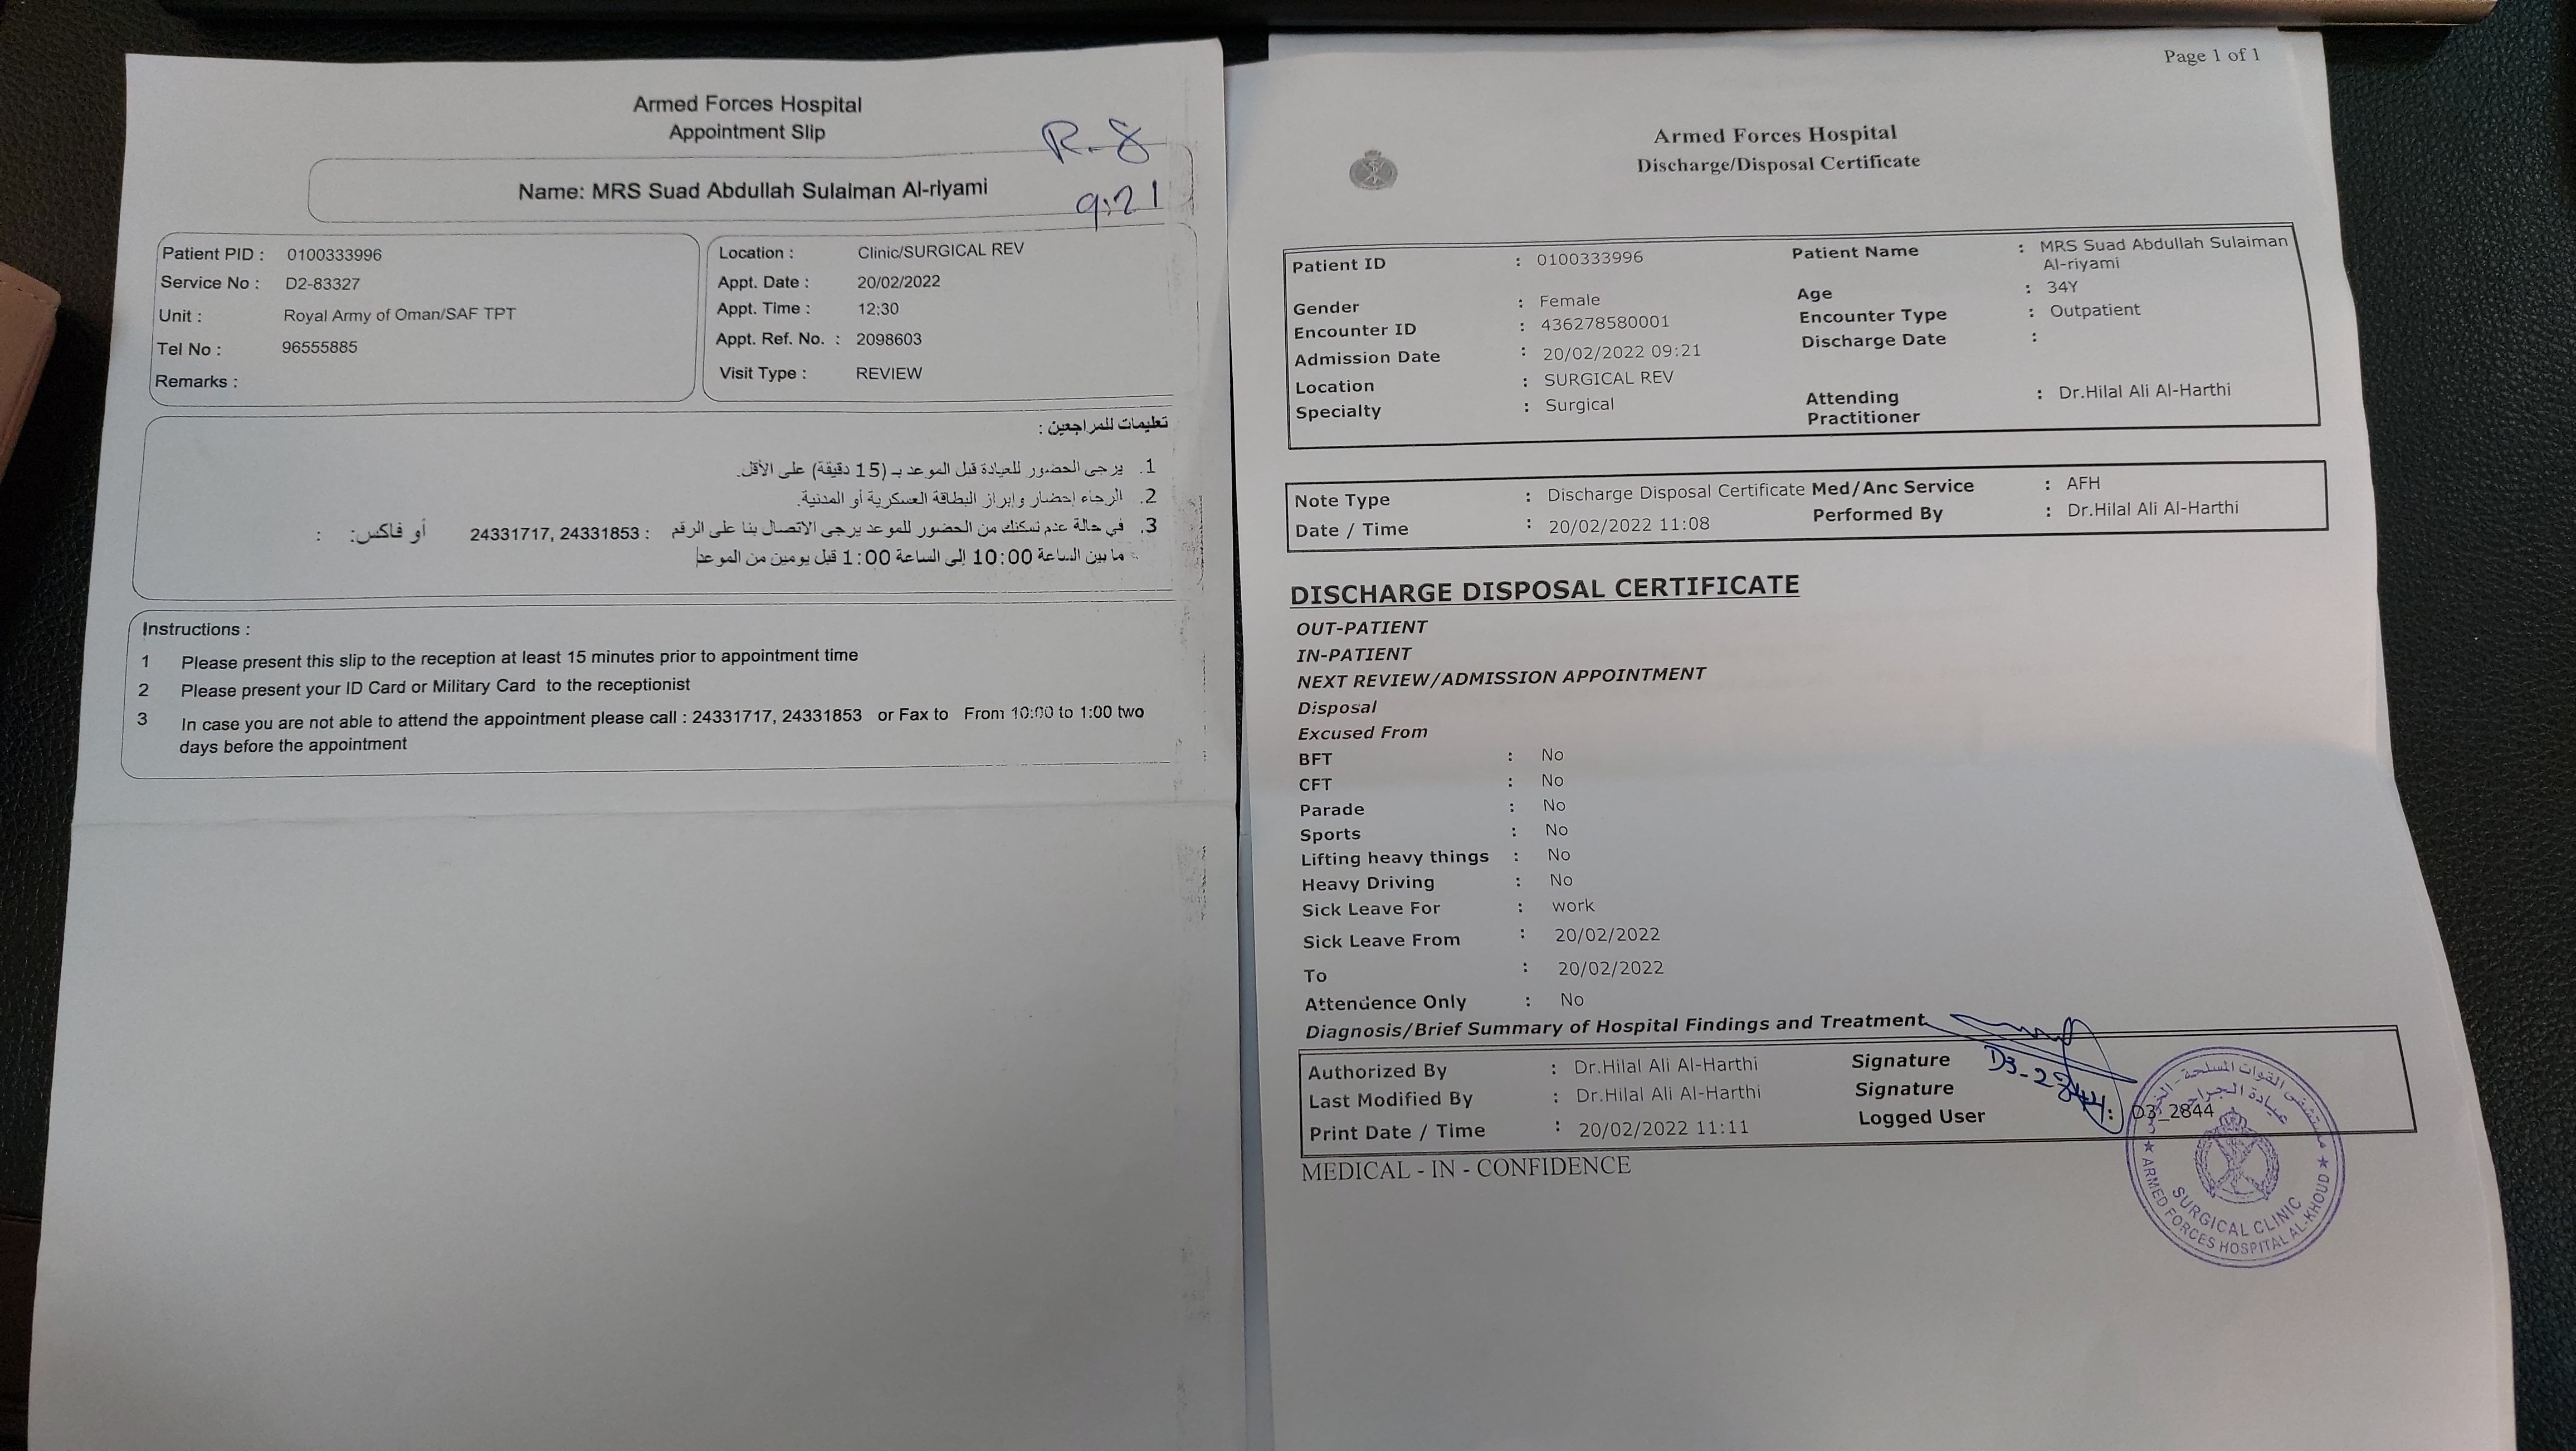 Armed Forces Hospital
Appointment Slip
R-8
Name: MRS Suad Abdullah Sulaiman Al-riyami
9:21
Patient PID : 0100333996
Service No : D2-83327
Unit : Royal Army of Oman/SAF TPT
Tel No : 96555885
Remarks :
Location : Clinic/SURGICAL REV
Appt. Date : 20/02/2022
Appt. Time : 12:30
Appt. Ref. No. : 2098603
Visit Type : REVIEW
تعليمات للمراجعين :
1. يرجى الحضور للعيادة قبل الموعد بـ (15 دقيقة) على الأقل.
2. الرجاء إحضار وإبراز البطاقة العسكرية أو المدنية.
3. في حالة عدم تمكنك من الحضور للموعد يرجى الاتصال بنا على الرقم : 24331717, 24331853 أو فاكس: :
ما بين الساعة 10:00 إلى الساعة 1:00 قبل يومين من الموعد
Instructions :
1 Please present this slip to the reception at least 15 minutes prior to appointment time
2 Please present your ID Card or Military Card to the receptionist
3 In case you are not able to attend the appointment please call : 24331717, 24331853 or Fax to From 10:00 to 1:00 two
days before the appointment
Page 1 of 1
Armed Forces Hospital
Discharge/Disposal Certificate
Patient ID : 0100333996 Patient Name : MRS Suad Abdullah Sulaiman
Al-riyami
Gender : Female Age : 34Y
Encounter ID : 436278580001 Encounter Type : Outpatient
Admission Date : 20/02/2022 09:21 Discharge Date :
Location : SURGICAL REV
Specialty : Surgical Attending : Dr.Hilal Ali Al-Harthi
Practitioner
Note Type : Discharge Disposal Certificate Med/Anc Service : AFH
Date / Time : 20/02/2022 11:08 Performed By : Dr.Hilal Ali Al-Harthi
DISCHARGE DISPOSAL CERTIFICATE
OUT-PATIENT
IN-PATIENT
NEXT REVIEW/ADMISSION APPOINTMENT
Disposal
Excused From
BFT : No
CFT : No
Parade : No
Sports : No
Lifting heavy things : No
Heavy Driving : No
Sick Leave For : work
Sick Leave From : 20/02/2022
To : 20/02/2022
Attendence Only : No
Diagnosis/Brief Summary of Hospital Findings and Treatment
Authorized By : Dr.Hilal Ali Al-Harthi Signature D3-2844
Last Modified By : Dr.Hilal Ali Al-Harthi Signature
Print Date / Time : 20/02/2022 11:11 Logged User : D3_2844
MEDICAL - IN - CONFIDENCE
مستشفى القوات المسلحة - الخوض
عيادة الجراحة
SURGICAL CLINIC
ARMED FORCES HOSPITAL AL-KHOUD